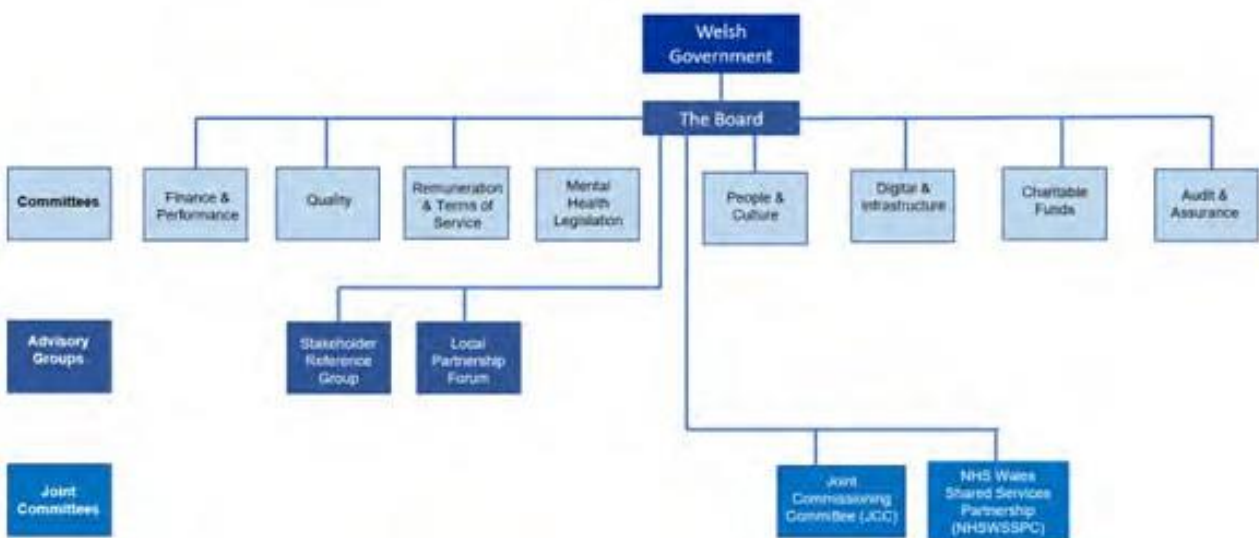 Welsh
Government
The Board
Committees
Finance &
Performance
Quality
Remuneration
& Terms of
Service
Mental
Health
Legislation
People &
Culture
Digital &
Infrastructure
Charitable
Funds
Audit &
Assurance
Advisory
Groups
Stakeholder
Reference
Group
Local
Partnership
Forum
Joint
Committees
Joint
Commissioning
Committee (JCC)
NHS Wales
Shared Services
Partnership
(NHSWSSPC)